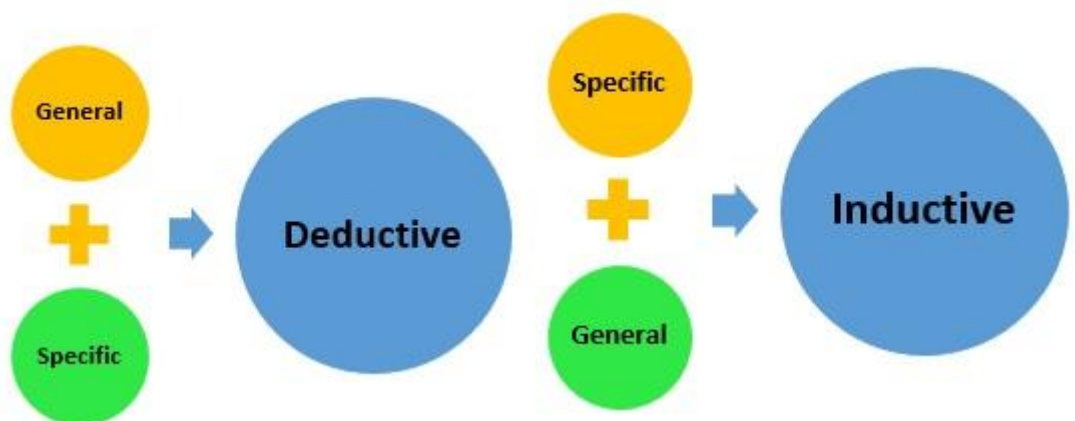 General
Specific
Deductive
Specific
General
Inductive